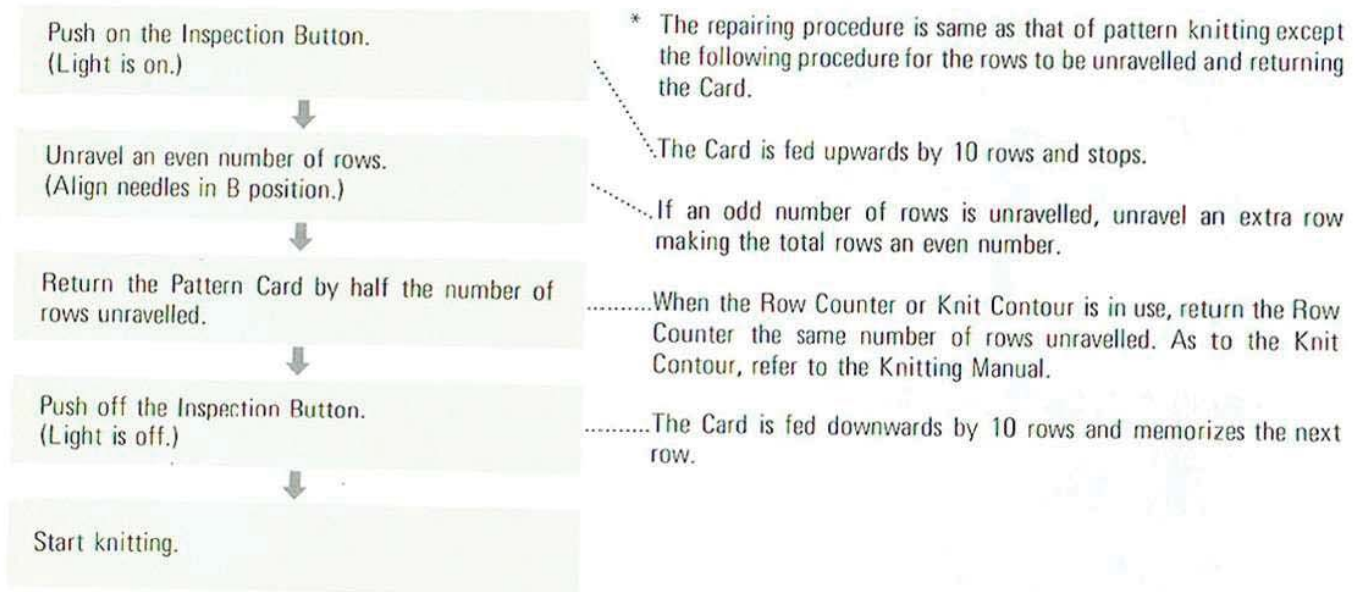 Push on the Inspection Button.
(Light is on.)
Unravel an even number of rows.
(Align needles in B position.)
Return the Pattern Card by half the number of
rows unravelled.
Push off the Inspection Button.
(Light is off.)
Start knitting.
* The repairing procedure is same as that of pattern knitting except
the following procedure for the rows to be unravelled and returning
the Card.
The Card is fed upwards by 10 rows and stops.
If an odd number of rows is unravelled, unravel an extra row
making the total rows an even number.
When the Row Counter or Knit Contour is in use, return the Row
Counter the same number of rows unravelled. As to the Knit
Contour, refer to the Knitting Manual.
The Card is fed downwards by 10 rows and memorizes the next
row.